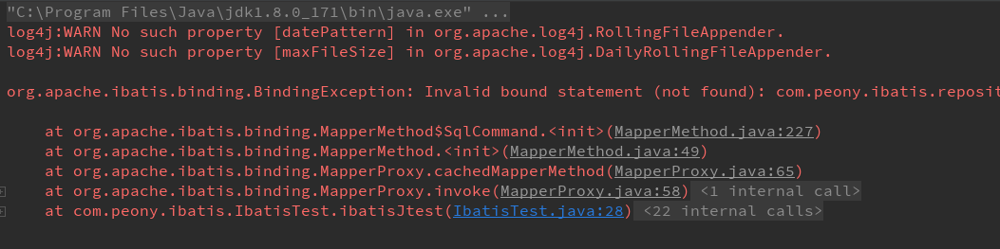 "C:\Program Files\Java\jdk1.8.0_171\bin\java.exe" ...
log4j:WARN No such property [datePattern] in org.apache.log4j.RollingFileAppender.
log4j:WARN No such property [maxFileSize] in org.apache.log4j.DailyRollingFileAppender.
org.apache.ibatis.binding.BindingException: Invalid bound statement (not found): com.peony.ibatis.reposit
at org.apache.ibatis.binding.MapperMethod$SqlCommand.<init>(MapperMethod.java:227)
at org.apache.ibatis.binding.MapperMethod.<init>(MapperMethod.java:49)
at org.apache.ibatis.binding.MapperProxy.cachedMapperMethod(MapperProxy.java:65)
at org.apache.ibatis.binding.MapperProxy.invoke(MapperProxy.java:58) <1 internal call>
at com.peony.ibatis.IbatisTest.ibatisJtest(IbatisTest.java:28) <22 internal calls>